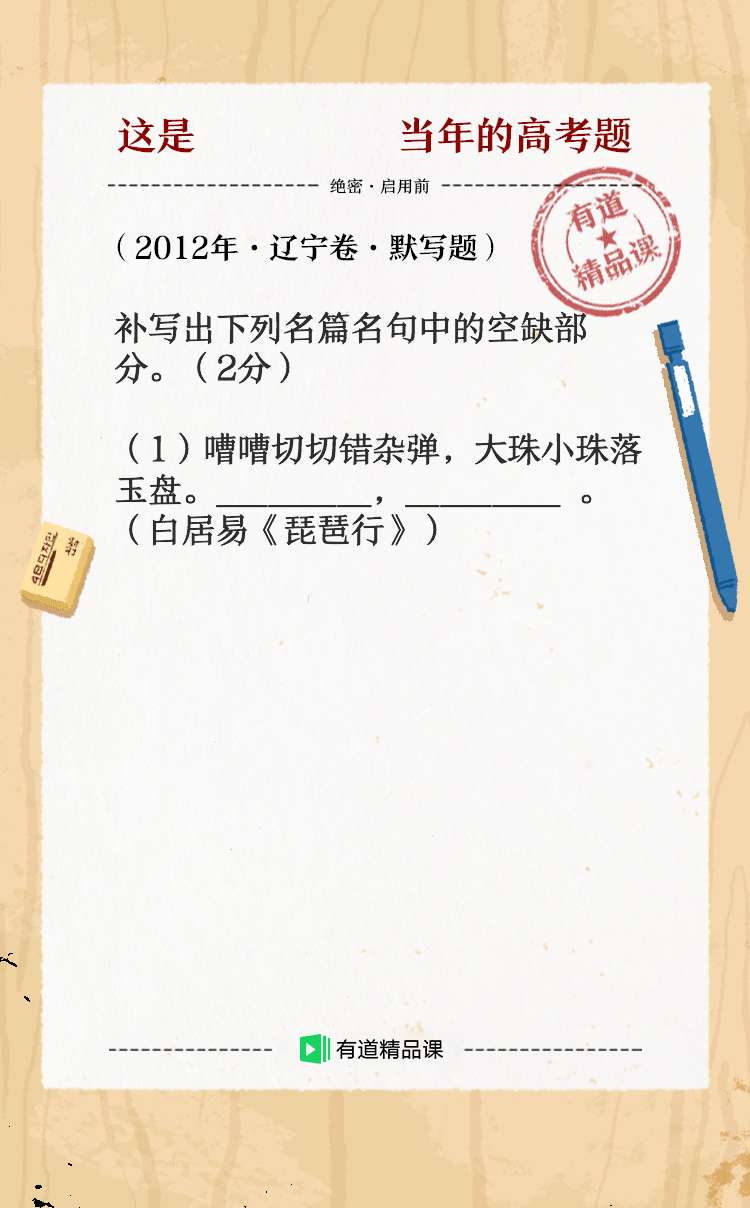 这是 当年的高考题
绝密·启用前
有道
精品课
（2012年·辽宁卷·默写题）
补写出下列名篇名句中的空缺部
分。（2分）
（1）嘈嘈切切错杂弹，大珠小珠落
玉盘。_________，_________ 。
（白居易《琵琶行》）
有道精品课